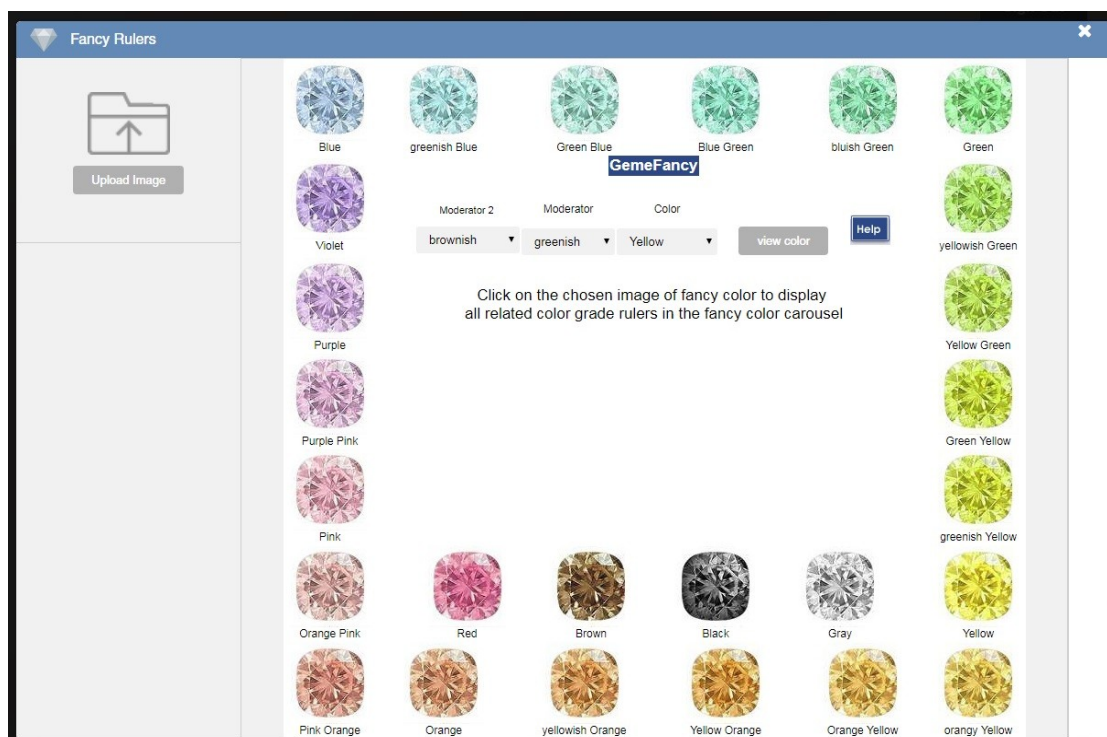 Fancy Rulers
Upload Image
Blue greenish Blue Green Blue Blue Green bluish Green Green
GemeFancy
Moderator 2 Moderator Color
brownish greenish Yellow view color Help
Violet yellowish Green
Click on the chosen image of fancy color to display
all related color grade rulers in the fancy color carousel
Purple Yellow Green
Purple Pink Green Yellow
Pink greenish Yellow
Orange Pink Red Brown Black Gray Yellow
Pink Orange Orange yellowish Orange Yellow Orange Orange Yellow orangy Yellow